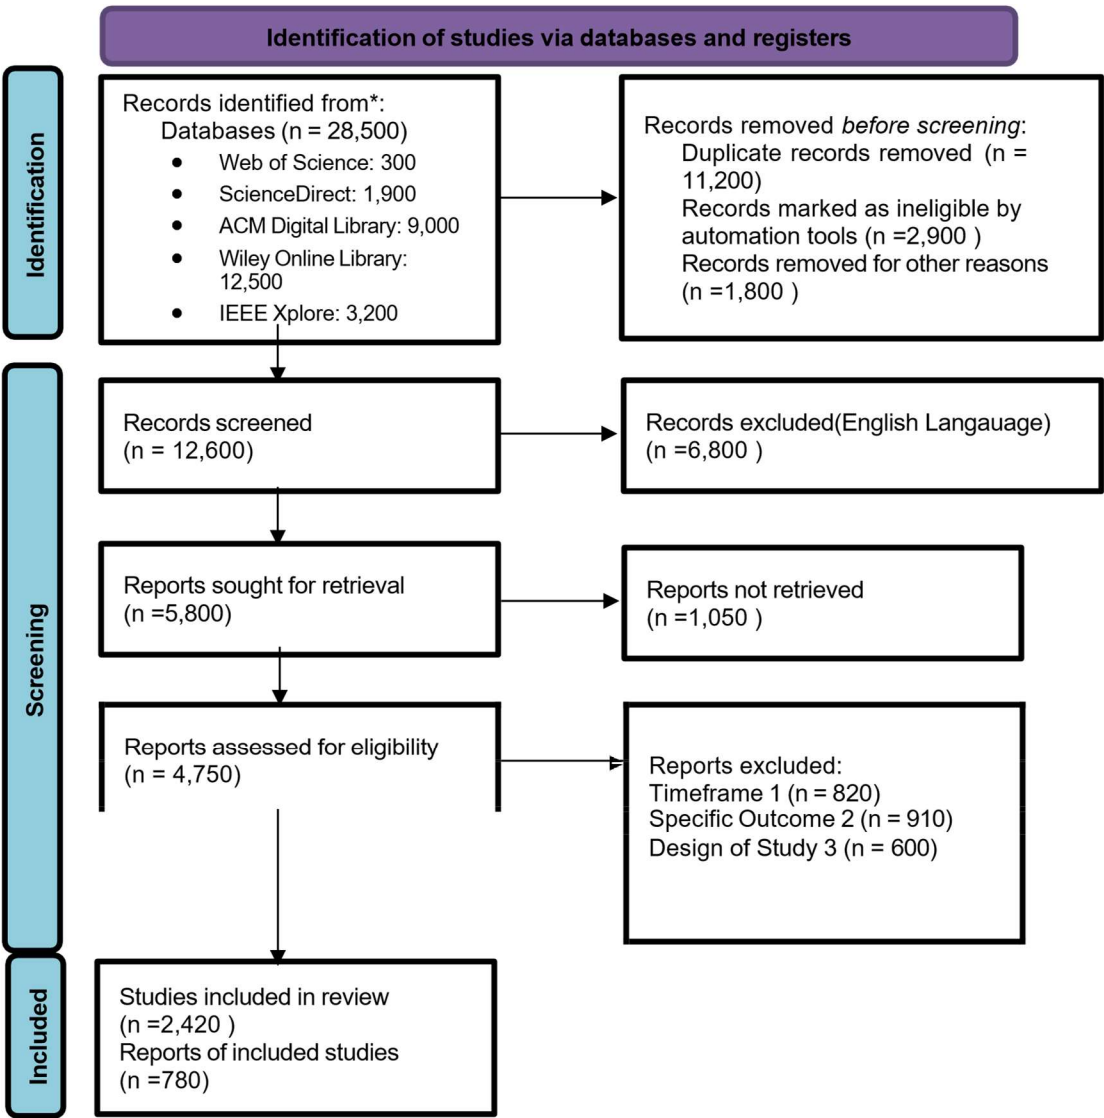 Identification of studies via databases and registers
Identification
Records identified from*:
Databases (n = 28,500)
• Web of Science: 300
• ScienceDirect: 1,900
• ACM Digital Library: 9,000
• Wiley Online Library:
12,500
• IEEE Xplore: 3,200
Records removed before screening:
Duplicate records removed (n =
11,200)
Records marked as ineligible by
automation tools (n =2,900 )
Records removed for other reasons
(n =1,800 )
Screening
Records screened
(n = 12,600)
Records excluded(English Langauage)
(n =6,800 )
Reports sought for retrieval
(n =5,800)
Reports not retrieved
(n =1,050 )
Reports assessed for eligibility
(n = 4,750)
Reports excluded:
Timeframe 1 (n = 820)
Specific Outcome 2 (n = 910)
Design of Study 3 (n = 600)
Included
Studies included in review
(n =2,420 )
Reports of included studies
(n =780)